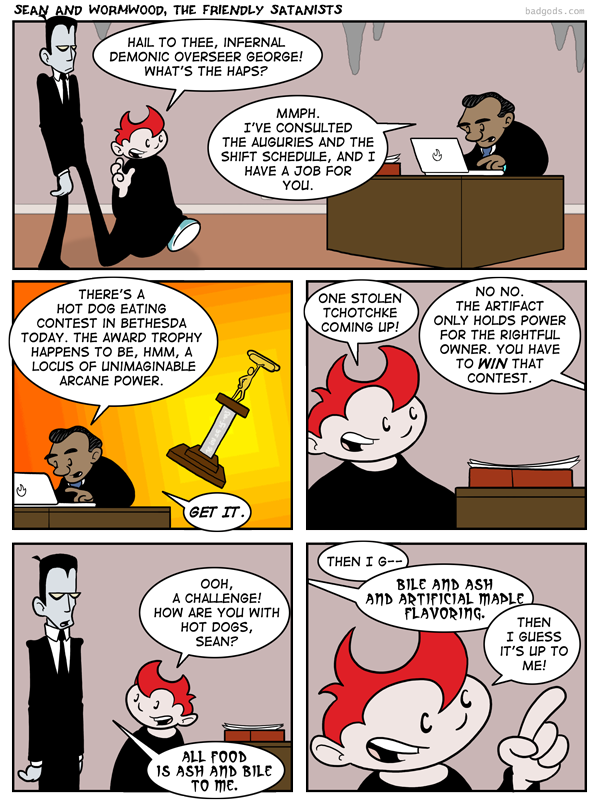 SEAN AND WORMWOOD, THE FRIENDLY SATANISTS
badgods.com
HAIL TO THEE, INFERNAL
DEMONIC OVERSEER GEORGE!
WHAT'S THE HAPS?
MMPH.
I'VE CONSULTED
THE AUGURIES AND THE
SHIFT SCHEDULE, AND I
HAVE A JOB FOR
YOU.
THERE'S A
HOT DOG EATING
CONTEST IN BETHESDA
TODAY. THE AWARD TROPHY
HAPPENS TO BE, HMM, A
LOCUS OF UNIMAGINABLE
ARCANE POWER.
GET IT.
ONE STOLEN
TCHOTCHKE
COMING UP!
NO NO.
THE ARTIFACT
ONLY HOLDS POWER
FOR THE RIGHTFUL
OWNER. YOU HAVE
TO WIN THAT
CONTEST.
OOH,
A CHALLENGE!
HOW ARE YOU WITH
HOT DOGS,
SEAN?
ALL FOOD
IS ASH AND BILE
TO ME.
THEN I G--
BILE AND ASH
AND ARTIFICIAL MAPLE
FLAVORING.
THEN
I GUESS
IT'S UP TO
ME!